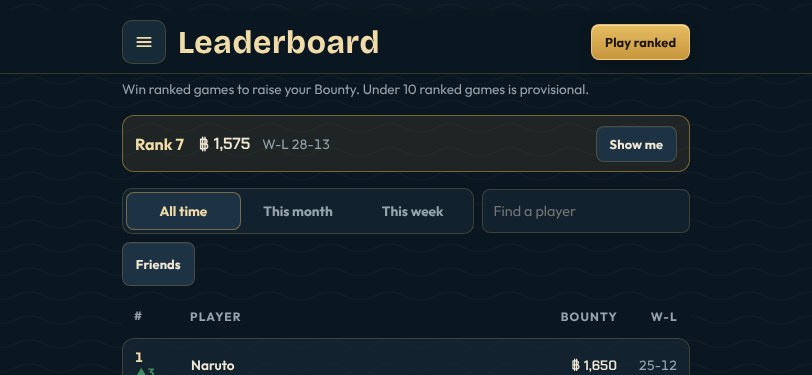 Leaderboard
Play ranked
Win ranked games to raise your Bounty. Under 10 ranked games is provisional.
Rank 7 ฿ 1,575 W-L 28-13
Show me
All time This month This week
Find a player
Friends
# PLAYER BOUNTY W-L
1
▲3
Naruto ฿ 1,650 25-12